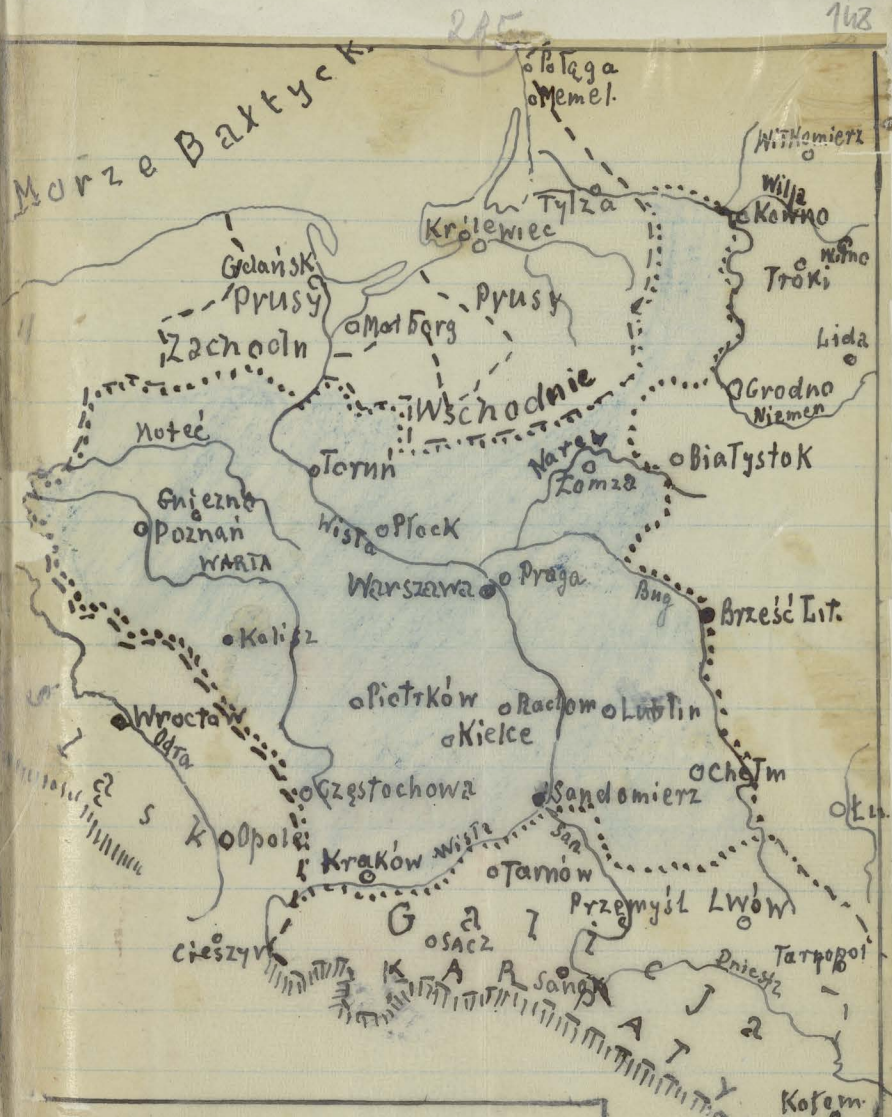 215
148
Morze Bałtyck.
Połąga
Memel.
Wiłkomierz
Wilja
Kowno
Tylża
Królewiec
Wilno
Troki
Gdańsk
Prusy
Zachodn
Malborg
Prusy
Wschodnie
Lida
Grodno
Niemen
Noteć
Toruń
Narew
Łomża
Białystok
Gniezno
Poznań
Wisła
Płock
WARTA
Warszawa
Praga
Bug
Brześć Lit.
Kalisz
Piotrków
Radom
Lublin
Kielce
Wrocław
Odra
Chełm
Częstochowa
Sandomierz
Opole
Kraków
Wisła
San
Tarnów
Przemyśl
Lwów
Galicja
Sącz
Cieszyn
KARPATY
Sanok
Dniestr
Tarnopol
Kołom.